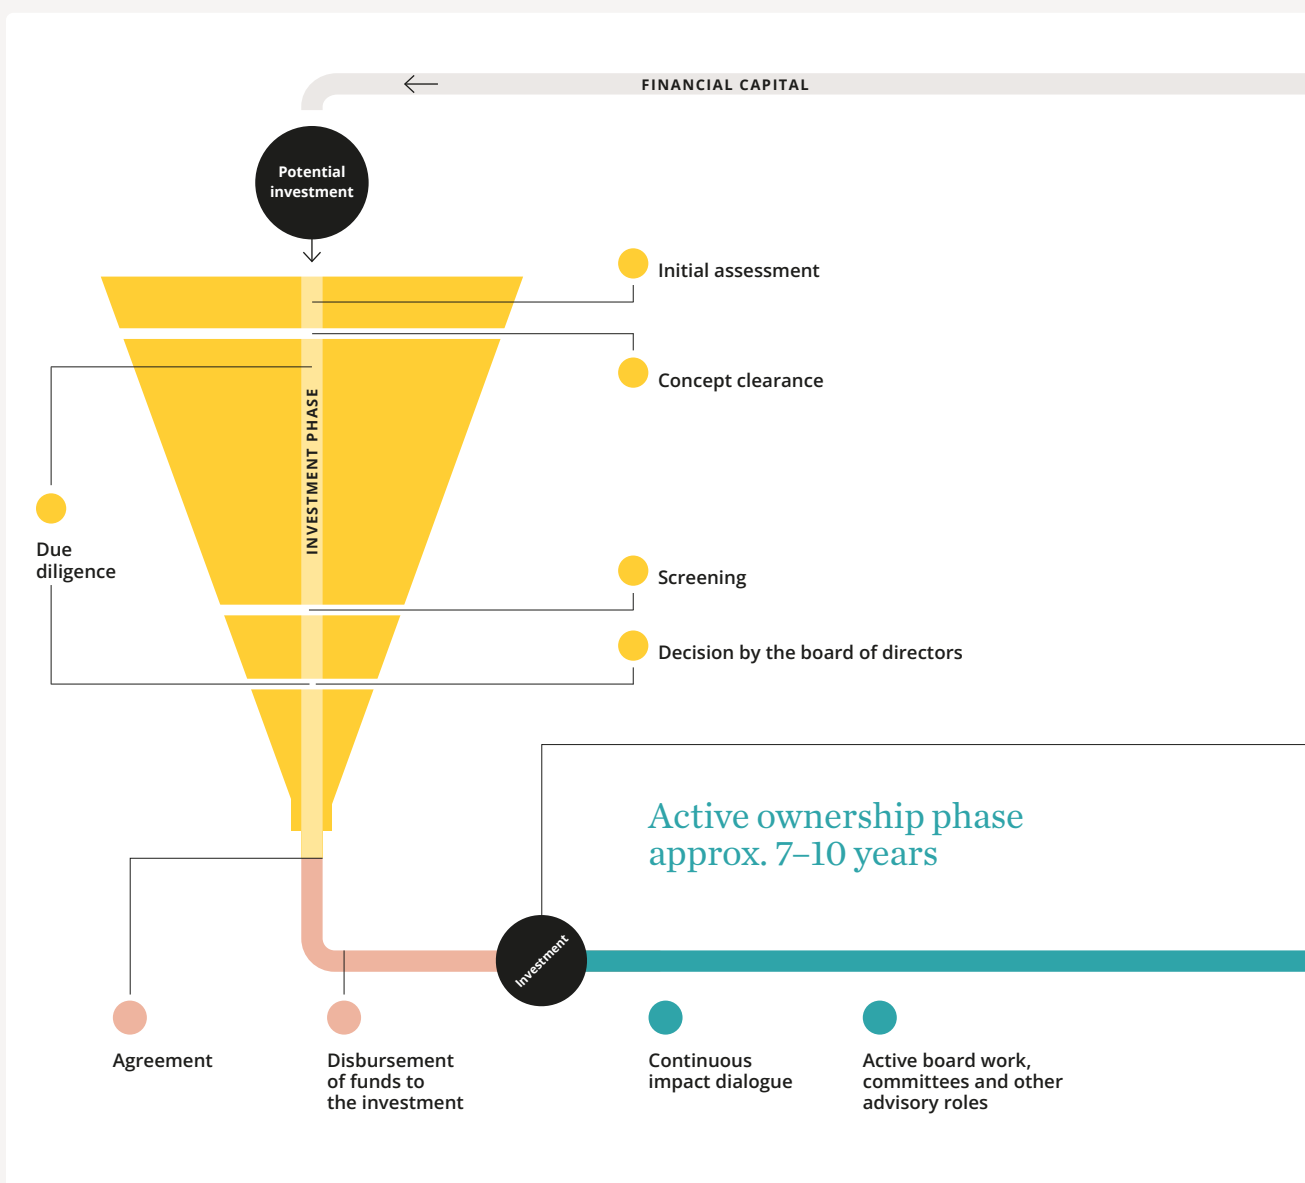 FINANCIAL CAPITAL
Potential
investment
Initial assessment
Concept clearance
INVESTMENT PHASE
Due
diligence
Screening
Decision by the board of directors
Active ownership phase
approx. 7–10 years
Investment
Agreement
Disbursement
of funds to
the investment
Continuous
impact dialogue
Active board work,
committees and other
advisory roles